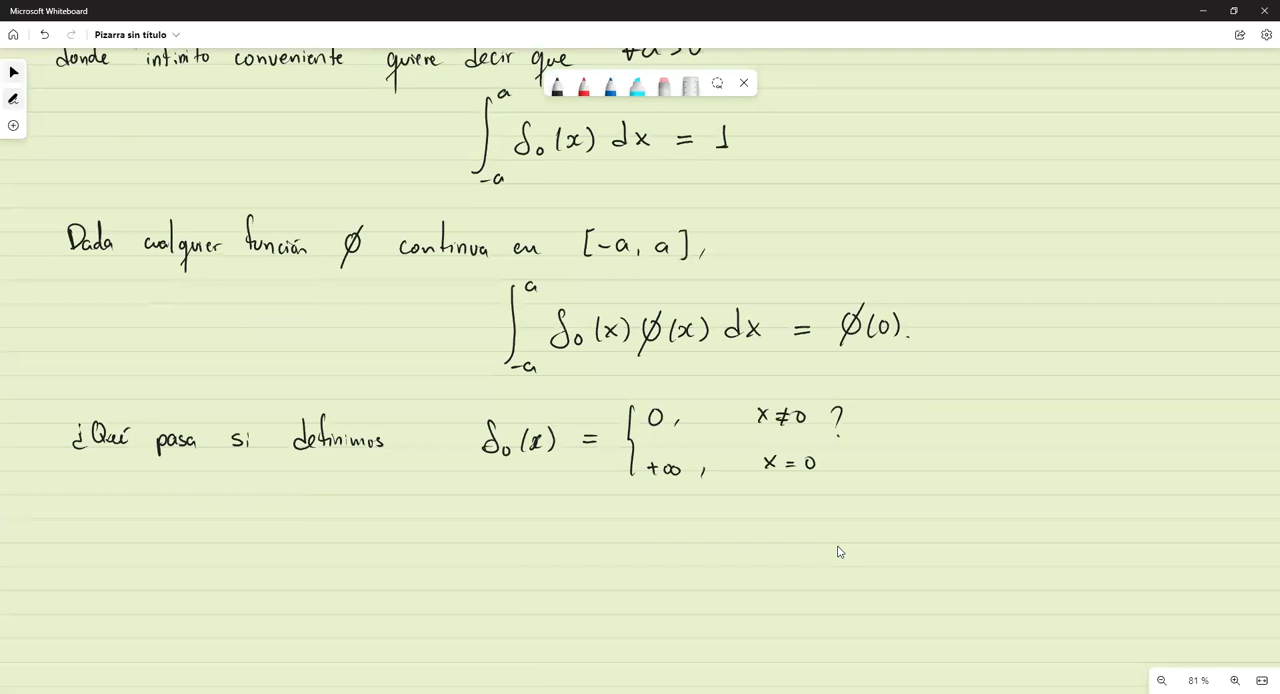 Microsoft Whiteboard
Pizarra sin título
donde infinito conveniente quiere decir que ∀a>0
∫_{-a}^{a} δ₀(x) dx = 1
Dada cualquier función ϕ continua en [-a, a],
∫_{-a}^{a} δ₀(x) ϕ(x) dx = ϕ(0).
¿Qué pasa si definimos δ₀(x) = { 0, x ≠ 0 ?
+∞, x = 0
81 %